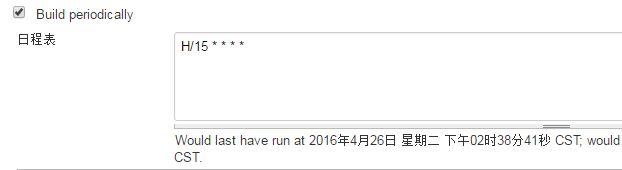 Build periodically
日程表
H/15 * * * *
Would last have run at 2016年4月26日 星期二 下午02时38分41秒 CST; would
CST.